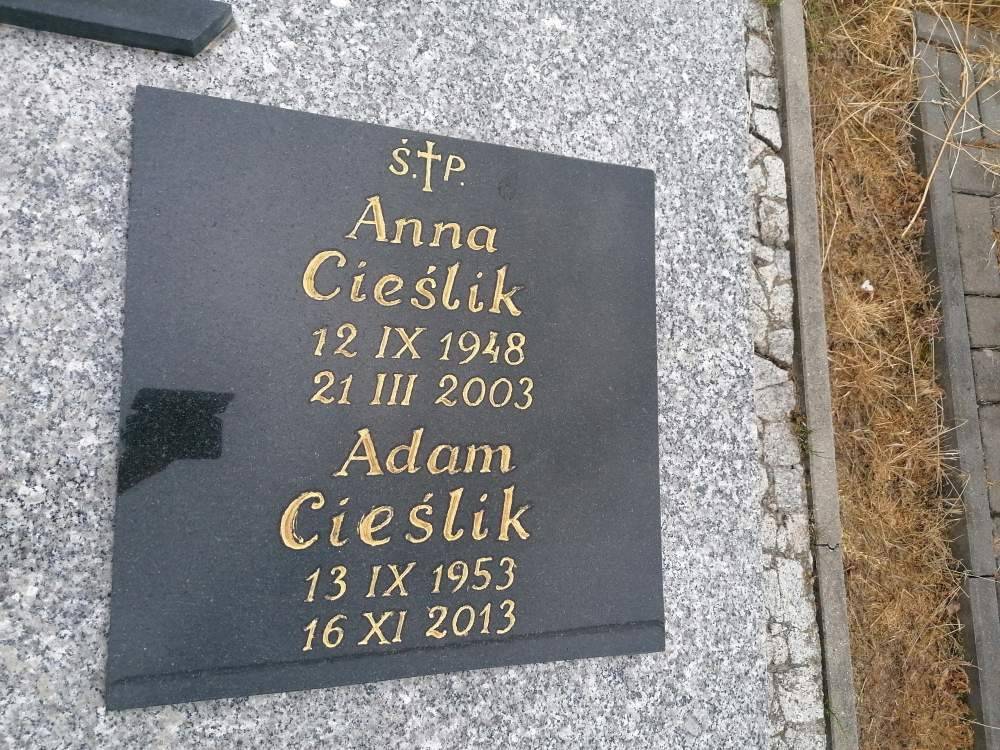 Ś.†P.
Anna
Cieślik
12 IX 1948
21 III 2003
Adam
Cieślik
13 IX 1953
16 XI 2013